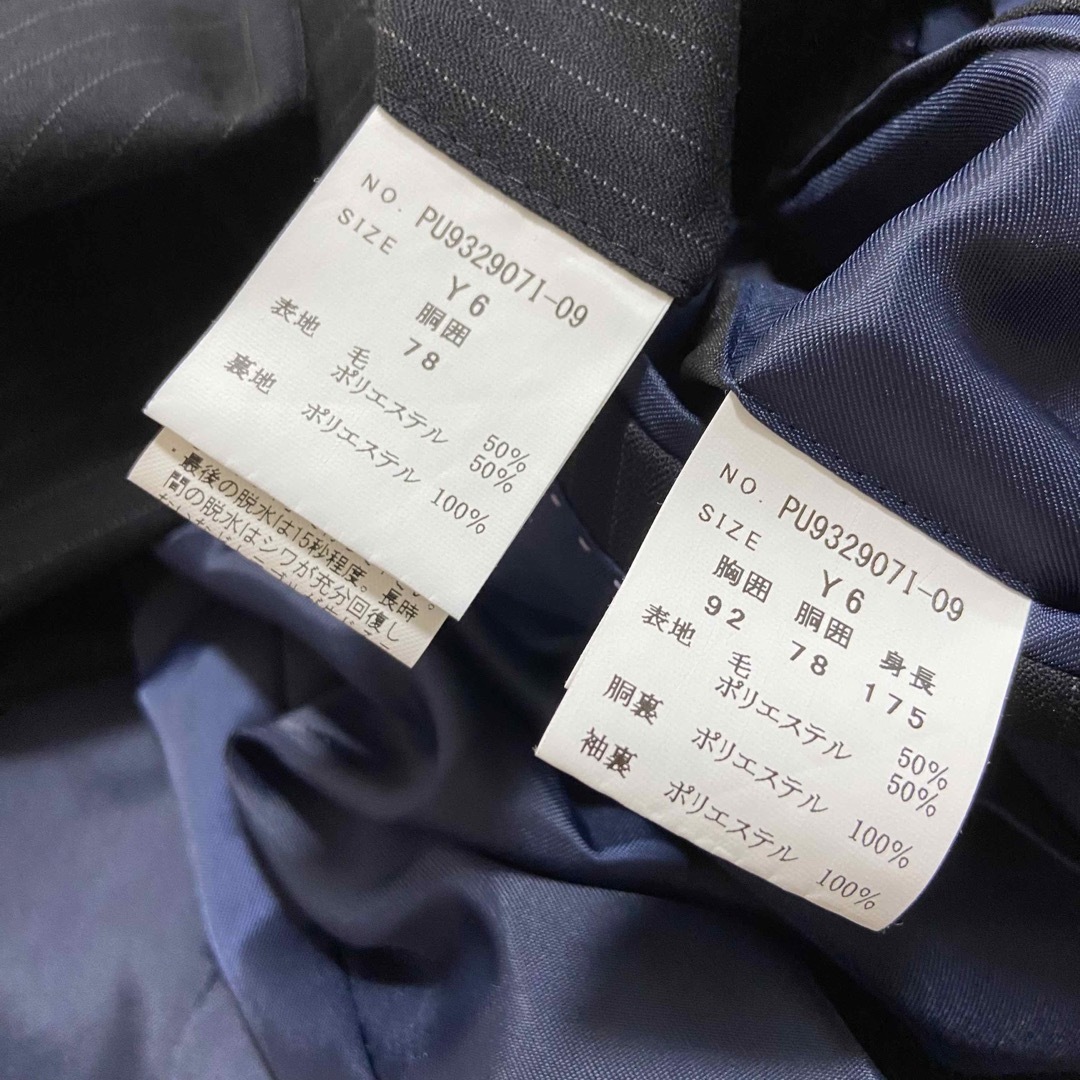 NO. PU9329071-09
SIZE Y6
胴囲
78
表地 毛 50%
ポリエステル 50%
裏地 ポリエステル 100%
・最後の脱水は15秒程度。長時
間の脱水はシワが充分回復し
NO. PU9329071-09
SIZE Y6
胸囲 胴囲 身長
92 78 175
表地 毛 50%
ポリエステル 50%
胴裏 ポリエステル 100%
袖裏 ポリエステル 100%